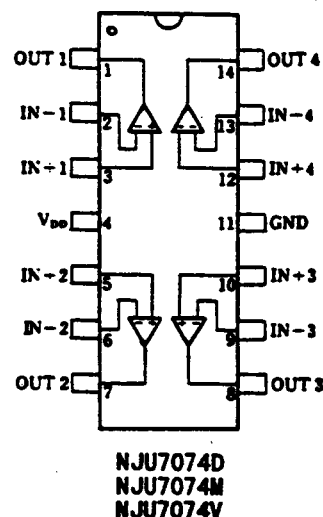 OUT 1 1 14 OUT 4
IN-1 2 13 IN-4
IN+1 3 12 IN+4
VDD 4 11 GND
IN+2 5 10 IN+3
IN-2 6 9 IN-3
OUT 2 7 8 OUT 3
NJU7074D
NJU7074M
NJU7074V